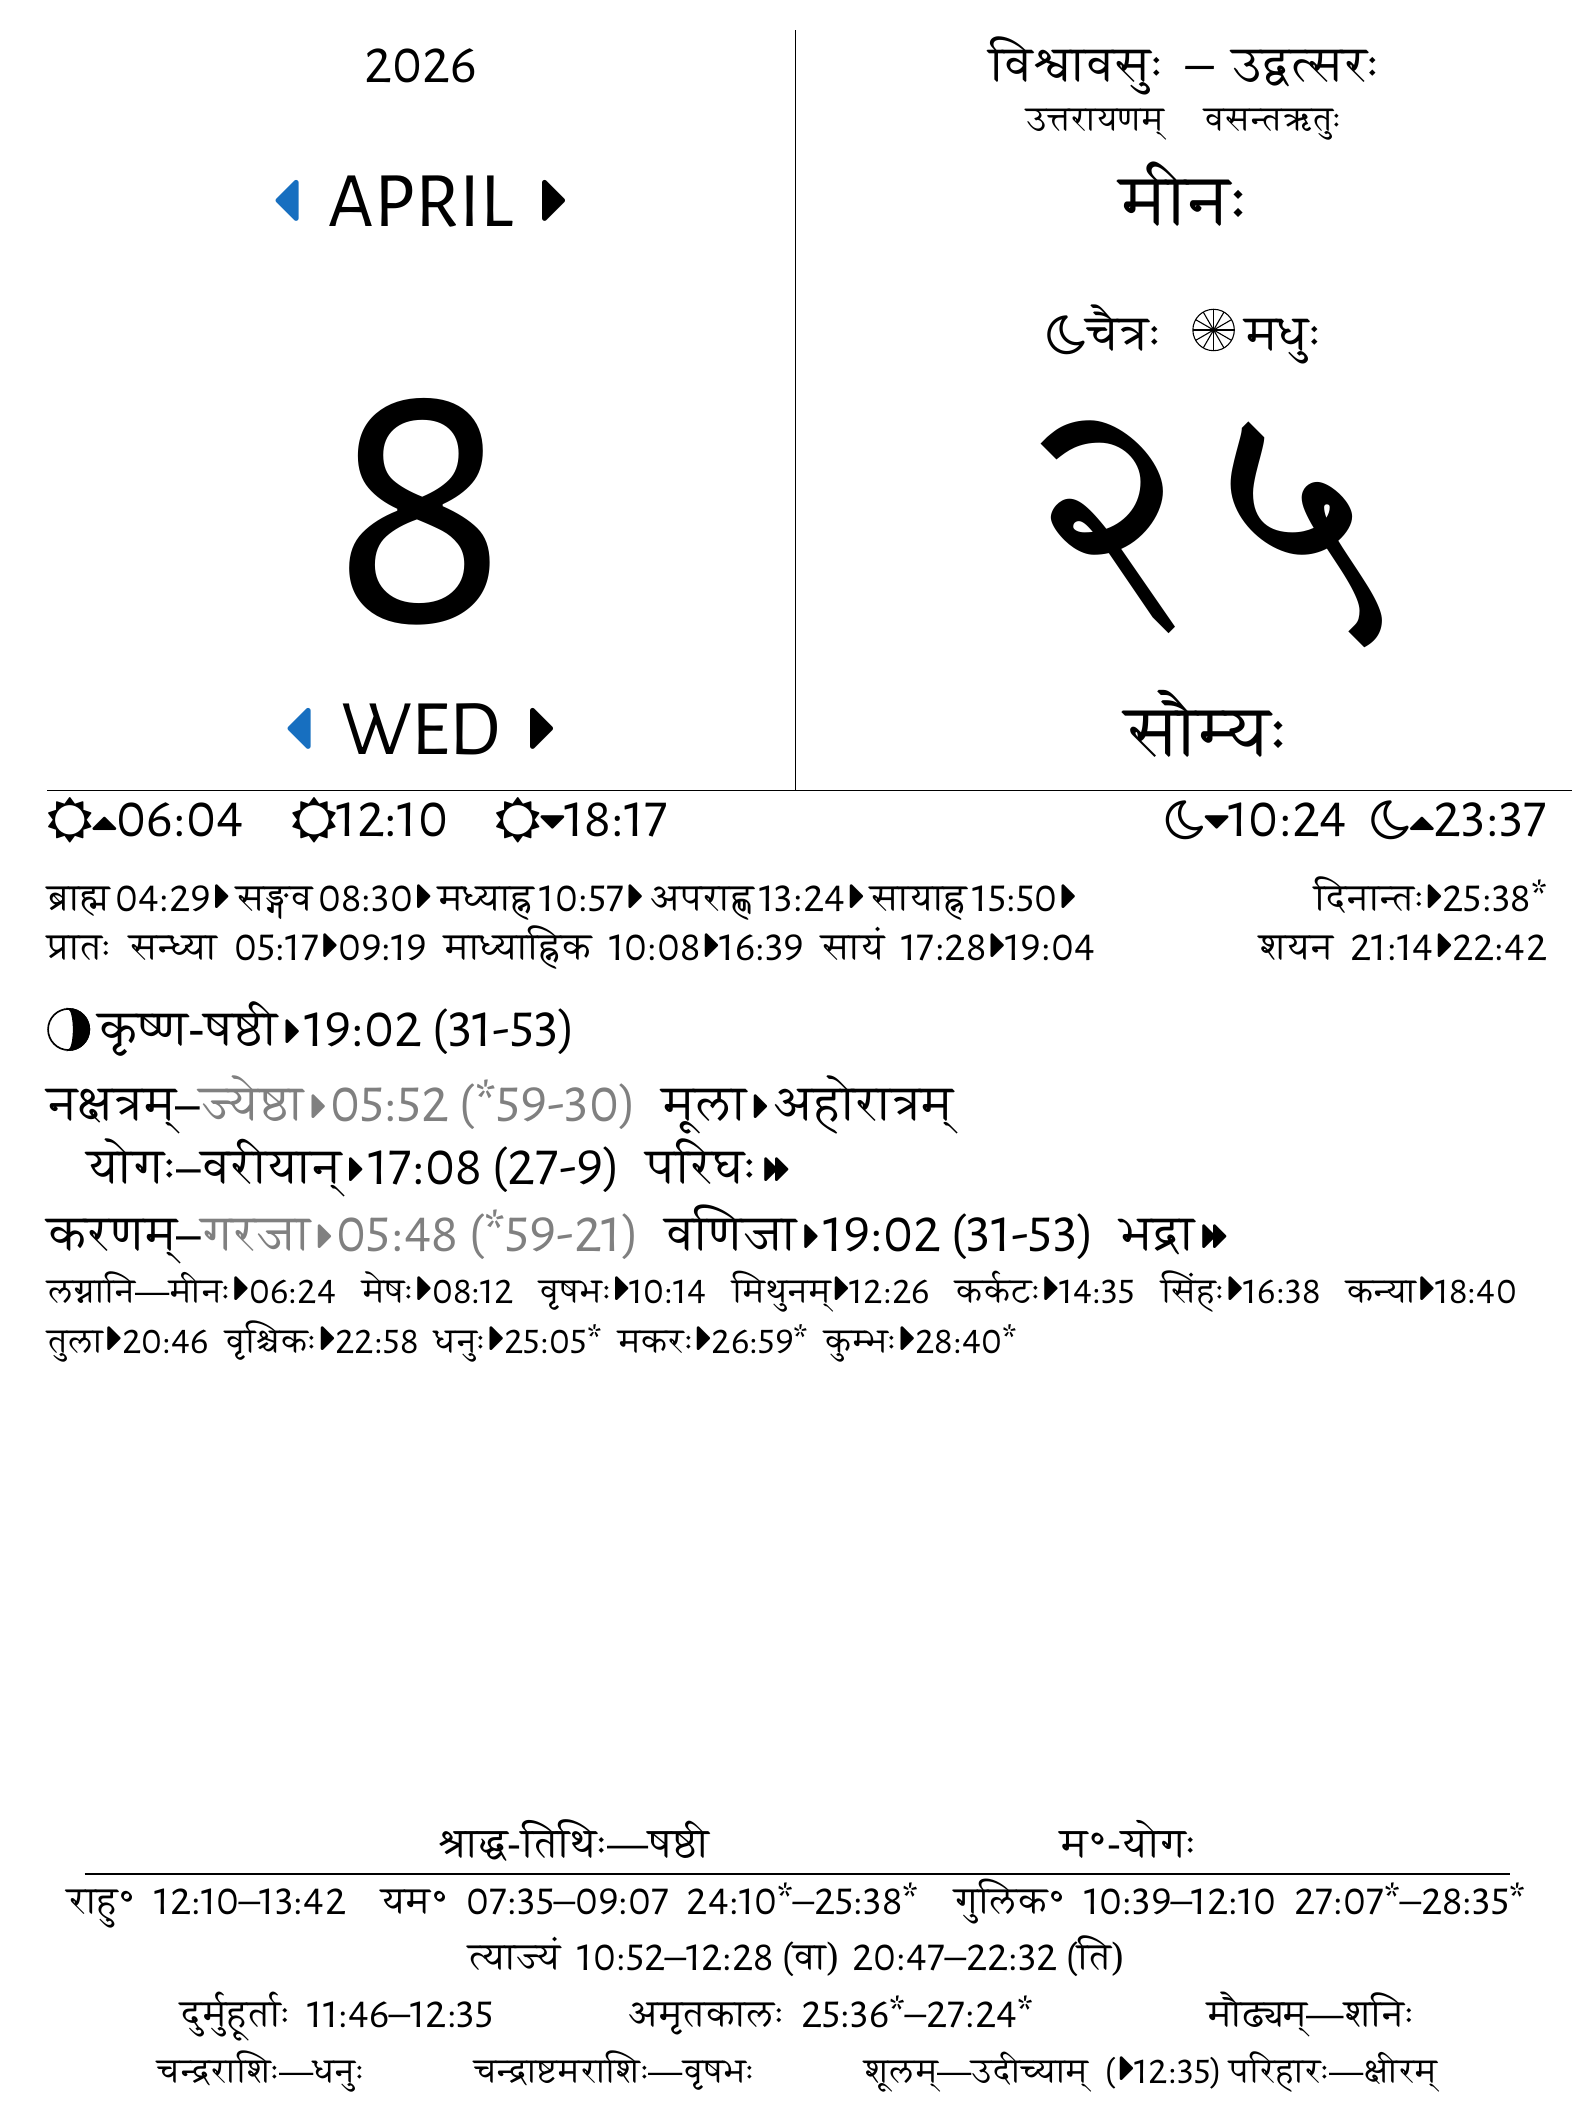 2026
APRIL
8
WED
विश्वावसुः – उद्वत्सरः
उत्तरायणम् वसन्तऋतुः
मीनः
चैत्रः मधुः
२५
सौम्यः
06:04 12:10 18:17 10:24 23:37
ब्राह्म 04:29 सङ्गव 08:30 मध्याह्न 10:57 अपराह्ण 13:24 सायाह्न 15:50 दिनान्तः 25:38*
प्रातः सन्ध्या 05:17 09:19 माध्याह्निक 10:08 16:39 सायं 17:28 19:04 शयन 21:14 22:42
कृष्ण-षष्ठी 19:02 (31-53)
नक्षत्रम्–ज्येष्ठा 05:52 (*59-30) मूला अहोरात्रम्
योगः–वरीयान् 17:08 (27-9) परिघः
करणम्–गरजा 05:48 (*59-21) वणिजा 19:02 (31-53) भद्रा
लग्नानि—मीनः 06:24 मेषः 08:12 वृषभः 10:14 मिथुनम् 12:26 कर्कटः 14:35 सिंहः 16:38 कन्या 18:40
तुला 20:46 वृश्चिकः 22:58 धनुः 25:05* मकरः 26:59* कुम्भः 28:40*
श्राद्ध-तिथिः—षष्ठी म॰-योगः
राहु॰ 12:10–13:42 यम॰ 07:35–09:07 24:10*–25:38* गुलिक॰ 10:39–12:10 27:07*–28:35*
त्याज्यं 10:52–12:28 (वा) 20:47–22:32 (ति)
दुर्मुहूर्ताः 11:46–12:35 अमृतकालः 25:36*–27:24* मौढ्यम्—शनिः
चन्द्रराशिः—धनुः चन्द्राष्टमराशिः—वृषभः शूलम्—उदीच्याम् (12:35) परिहारः—क्षीरम्